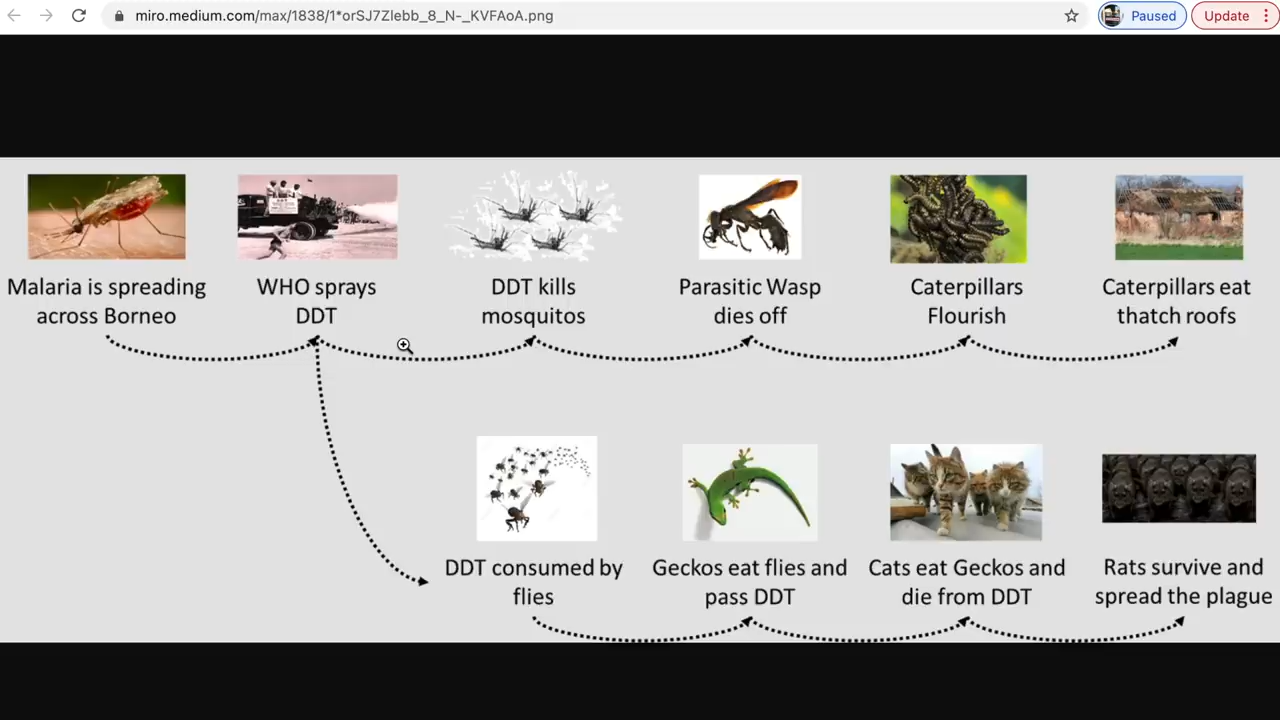 miro.medium.com/max/1838/1*orSJ7Zlebb_8_N-_KVFAoA.png
Paused
Update
Malaria is spreading
across Borneo
WHO sprays
DDT
DDT kills
mosquitos
Parasitic Wasp
dies off
Caterpillars
Flourish
Caterpillars eat
thatch roofs
DDT consumed by
flies
Geckos eat flies and
pass DDT
Cats eat Geckos and
die from DDT
Rats survive and
spread the plague